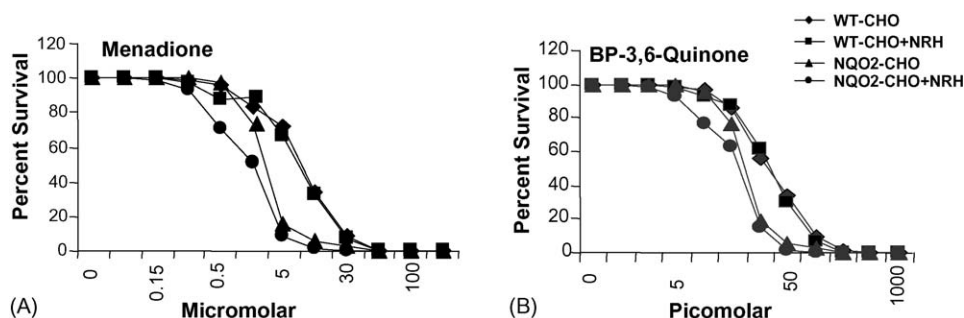 Menadione
120
100
80
60
40
20
0
Percent Survival
0
0.15
0.5
5
30
100
Micromolar
(A)
BP-3,6-Quinone
120
100
80
60
40
20
0
Percent Survival
0
5
50
1000
Picomolar
(B)
WT-CHO
WT-CHO+NRH
NQO2-CHO
NQO2-CHO+NRH